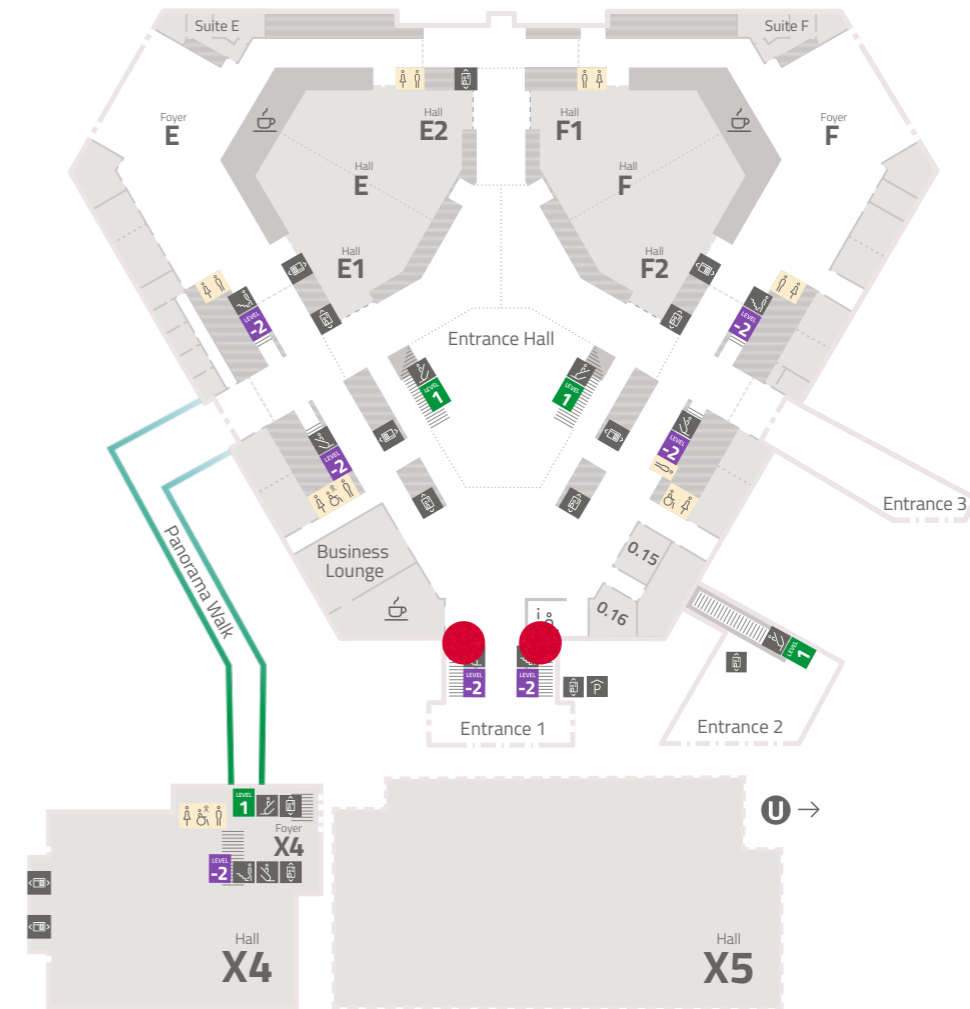 Suite E
Suite F
Foyer
E
Hall
E2
Hall
F1
Foyer
F
Hall
E
Hall
F
Hall
E1
Hall
F2
LEVEL
-2
LEVEL
-2
Entrance Hall
LEVEL
1
LEVEL
1
LEVEL
-2
LEVEL
-2
Entrance 3
Panorama Walk
Business
Lounge
0.15
0.16
i
LEVEL
-2
LEVEL
-2
P
LEVEL
1
Entrance 1
Entrance 2
LEVEL
1
Foyer
X4
LEVEL
-2
U →
Hall
X4
Hall
X5